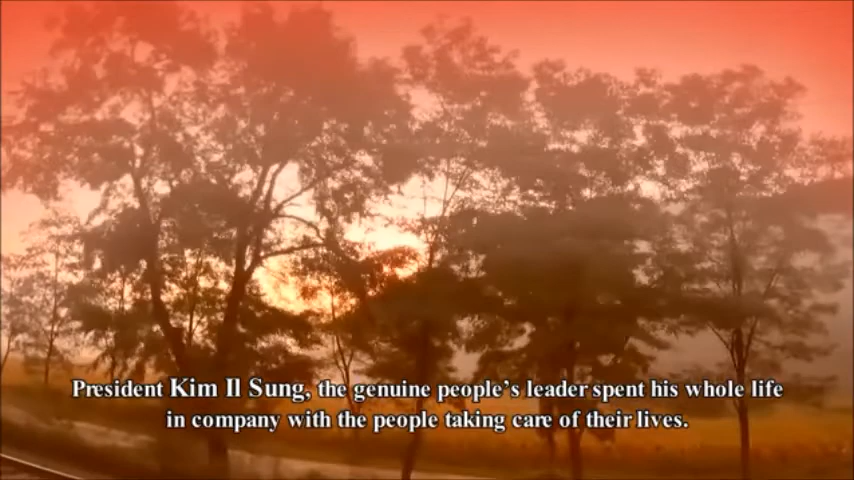 President Kim Il Sung, the genuine people's leader spent his whole life
in company with the people taking care of their lives.